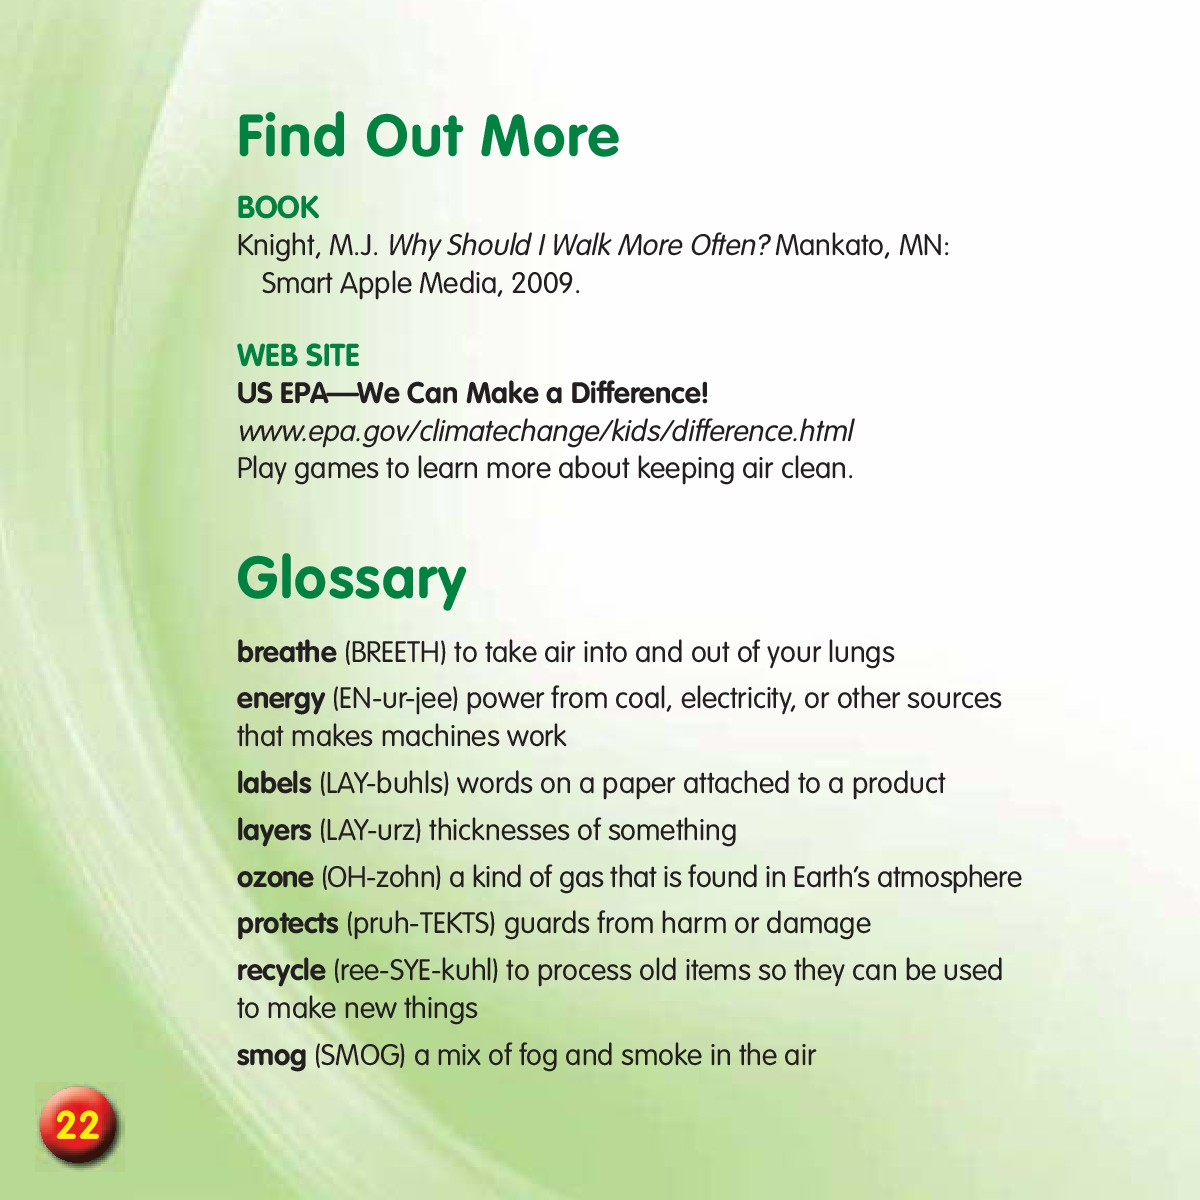 Find Out More
BOOK
Knight, M.J. Why Should I Walk More Often? Mankato, MN:
Smart Apple Media, 2009.
WEB SITE
US EPA—We Can Make a Difference!
www.epa.gov/climatechange/kids/difference.html
Play games to learn more about keeping air clean.
Glossary
breathe (BREETH) to take air into and out of your lungs
energy (EN-ur-jee) power from coal, electricity, or other sources
that makes machines work
labels (LAY-buhls) words on a paper attached to a product
layers (LAY-urz) thicknesses of something
ozone (OH-zohn) a kind of gas that is found in Earth's atmosphere
protects (pruh-TEKTS) guards from harm or damage
recycle (ree-SYE-kuhl) to process old items so they can be used
to make new things
smog (SMOG) a mix of fog and smoke in the air
22